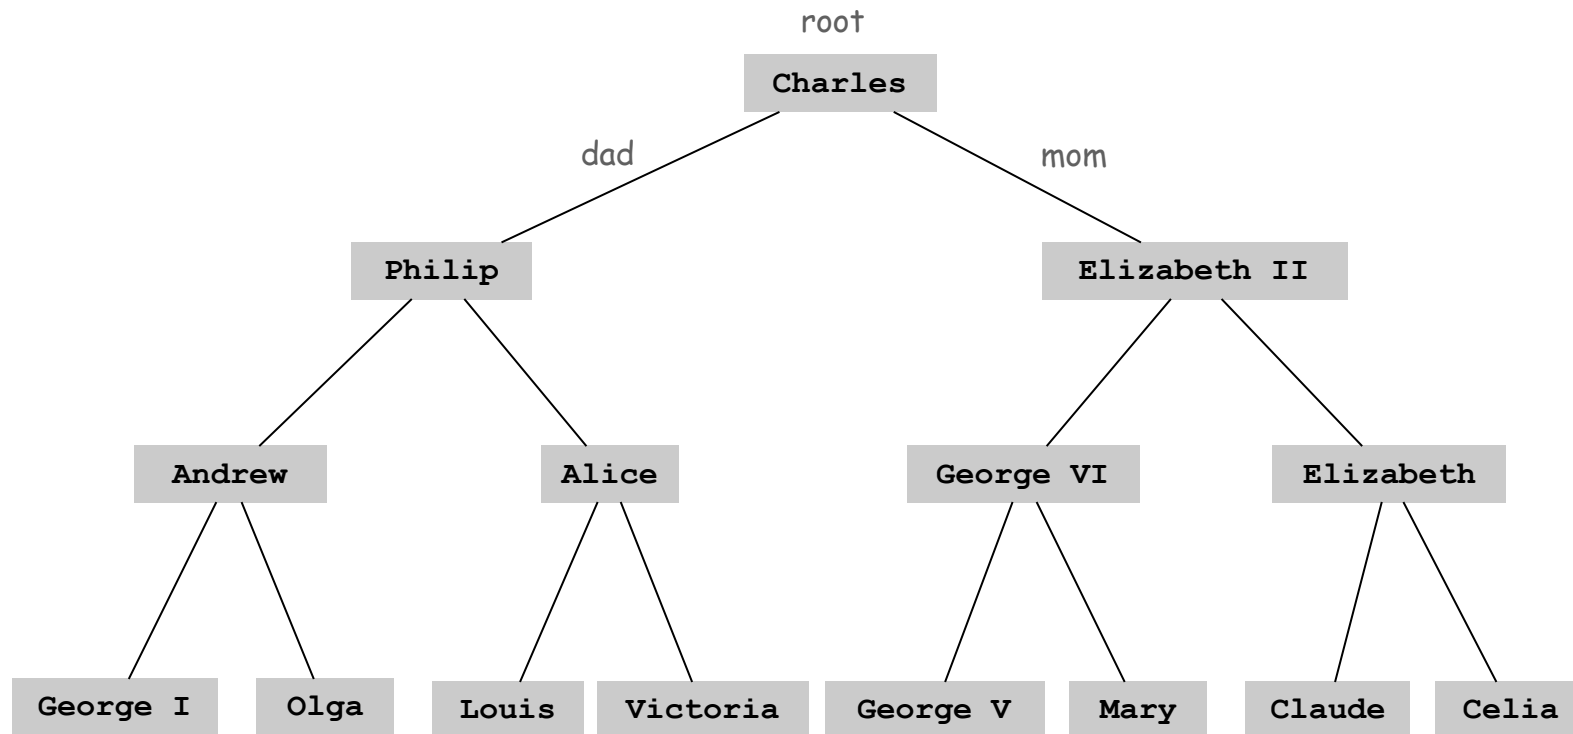 root
Charles
dad mom
Philip Elizabeth II
Andrew Alice George VI Elizabeth
George I Olga Louis Victoria George V Mary Claude Celia